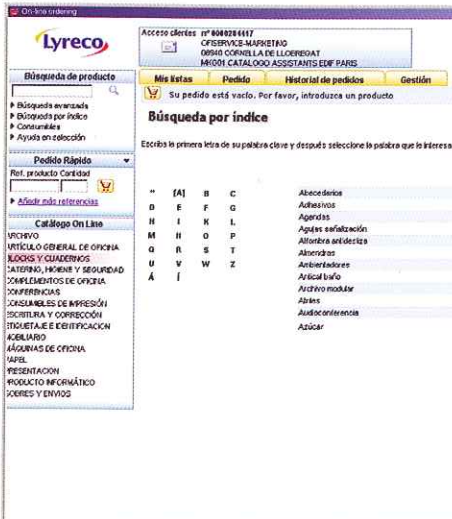 On-line ordering
Lyreco
Acceso clientes nº 0000284417
OFISERVICE-MARKETING
08940 CORNELLA DE LLOBREGAT
MK001 CATALOGO ASSISTANTS EDIF PARIS
Búsqueda de producto
Búsqueda avanzada
Búsqueda por índice
Consumibles
Ayuda en selección
Pedido Rápido
Ref. producto Cantidad
Añadir más referencias
Catálogo On Line
ARCHIVO
ARTÍCULO GENERAL DE OFICINA
BLOCKS Y CUADERNOS
CATERING, HIGIENE Y SEGURIDAD
COMPLEMENTOS DE OFICINA
CONFERENCIAS
CONSUMIBLES DE IMPRESIÓN
ESCRITURA Y CORRECCIÓN
ETIQUETAJE E IDENTIFICACION
MOBILIARIO
MÁQUINAS DE OFICINA
PAPEL
PRESENTACION
PRODUCTO INFORMÁTICO
SOBRES Y ENVIOS
Mis listas Pedido Historial de pedidos Gestión
Su pedido está vacío. Por favor, introduzca un producto
Búsqueda por índice
Escriba la primera letra de su palabra clave y después seleccione la palabra que le interesa
" [A] B C
D E F G
H I K L
M N O P
Q R S T
U V W Z
Á Í
Abecedarios
Adhesivos
Agendas
Agujas señalización
Alfombra antidesliza
Almendras
Ambientadores
Artical baño
Archivo modular
Atriles
Audioconferencia
Azúcar